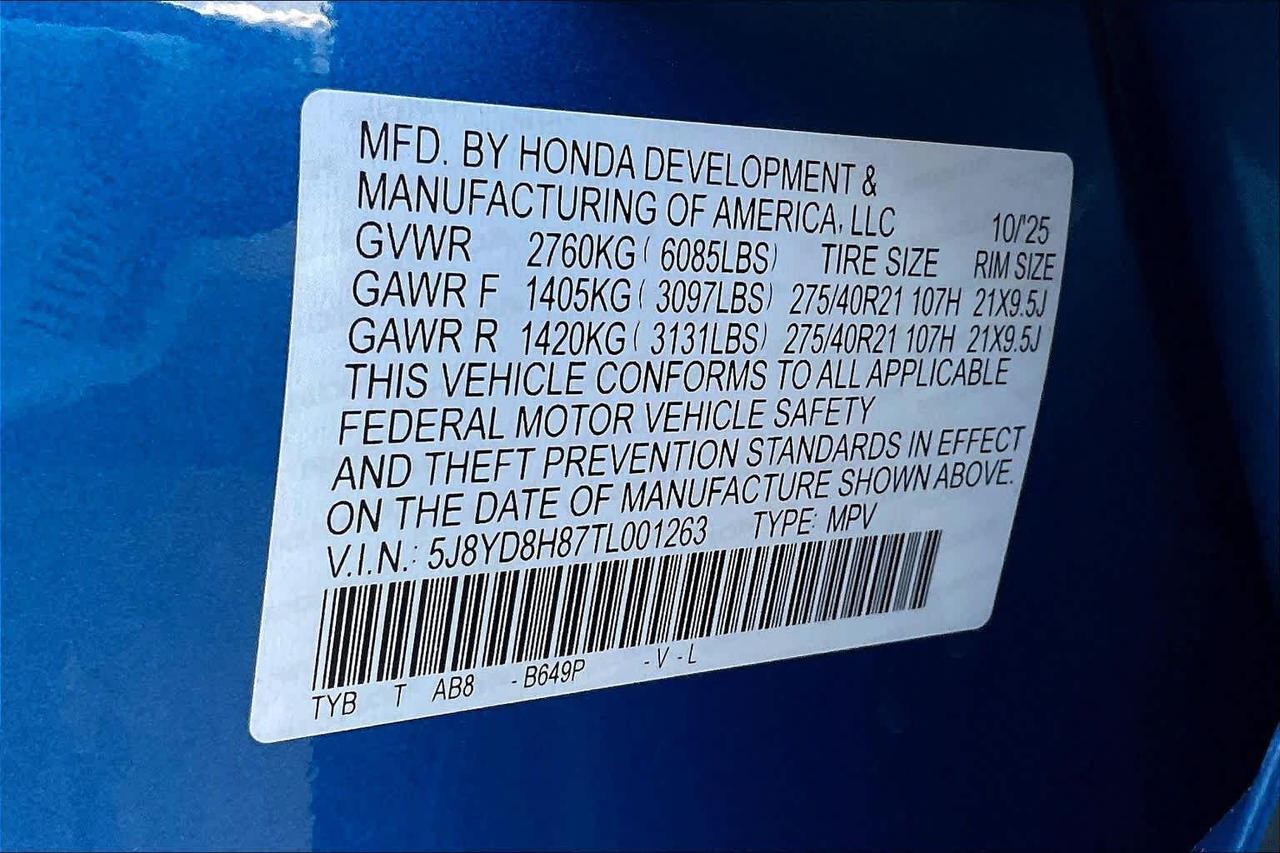 MFD. BY HONDA DEVELOPMENT &
MANUFACTURING OF AMERICA, LLC 10/'25
GVWR 2760KG ( 6085LBS) TIRE SIZE RIM SIZE
GAWR F 1405KG ( 3097LBS) 275/40R21 107H 21X9.5J
GAWR R 1420KG ( 3131LBS) 275/40R21 107H 21X9.5J
THIS VEHICLE CONFORMS TO ALL APPLICABLE
FEDERAL MOTOR VEHICLE SAFETY
AND THEFT PREVENTION STANDARDS IN EFFECT
ON THE DATE OF MANUFACTURE SHOWN ABOVE.
V.I.N.: 5J8YD8H87TL001263 TYPE: MPV
TYB T AB8 - B649P - V - L